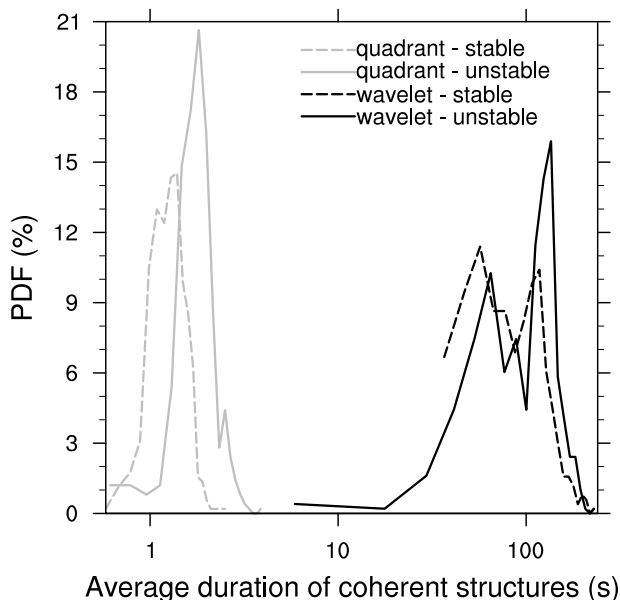 21
18
15
12
9
6
3
0
PDF (%)
quadrant - stable
quadrant - unstable
wavelet - stable
wavelet - unstable
1 10 100
Average duration of coherent structures (s)